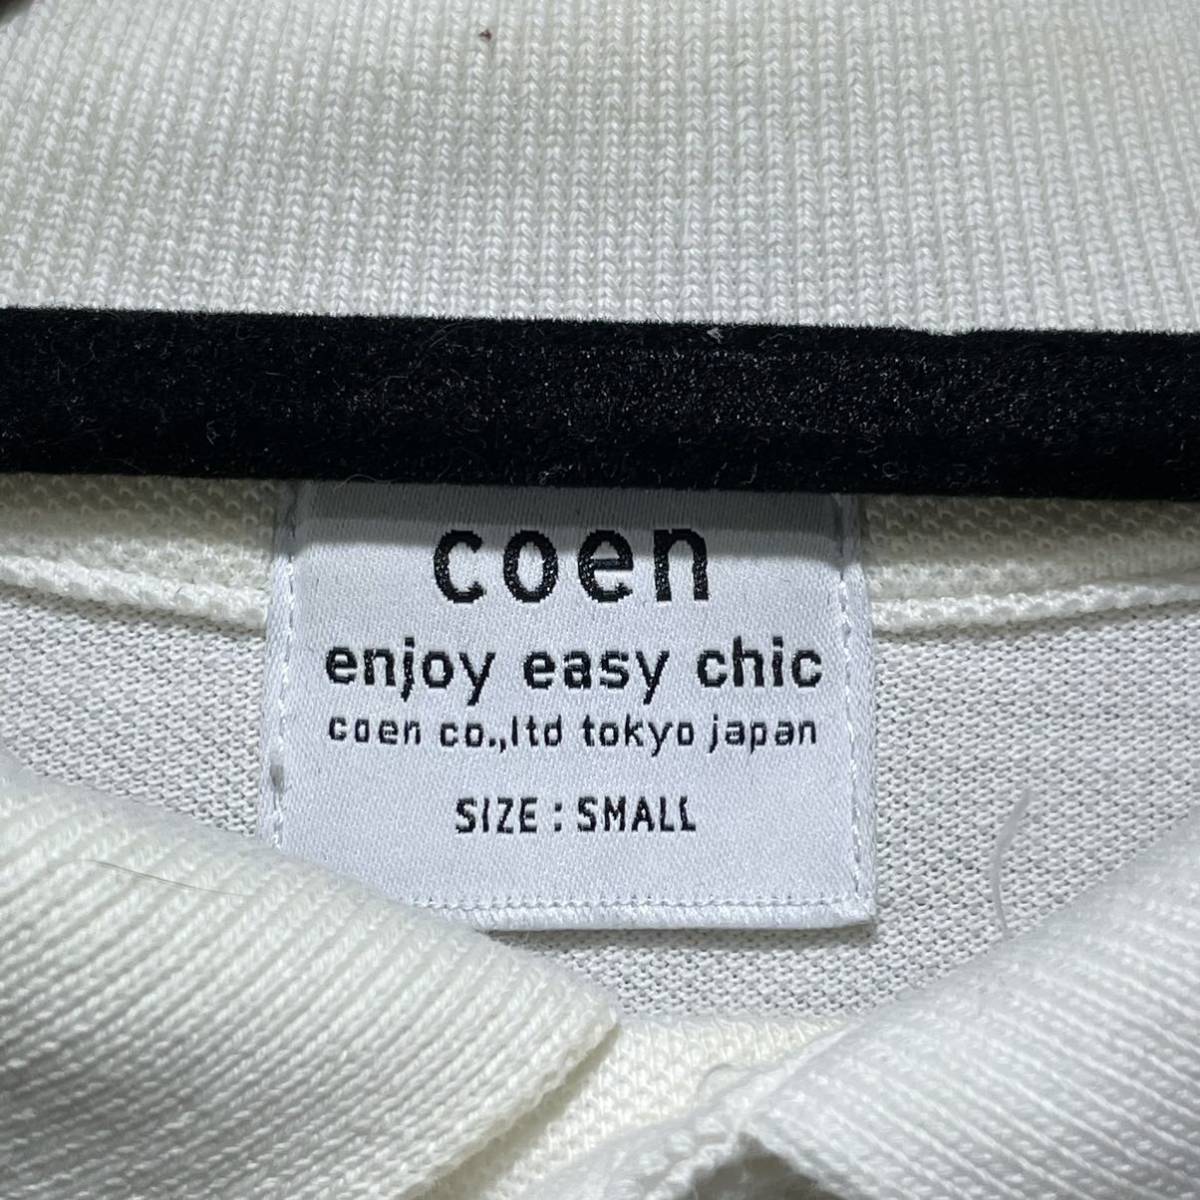 coen
enjoy easy chic
coen co.,ltd tokyo japan
SIZE : SMALL